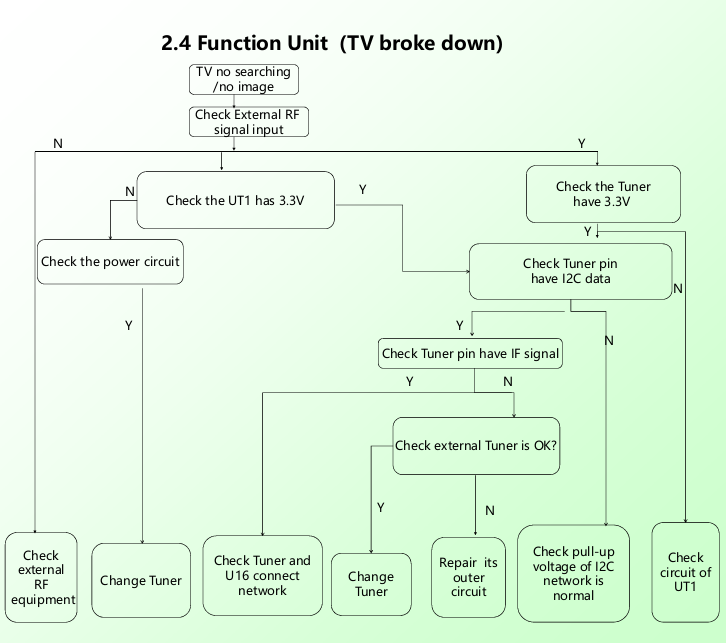 2.4 Function Unit (TV broke down)
TV no searching
/no image
Check External RF
signal input
N
Y
Check the UT1 has 3.3V
N
Y
Check the Tuner
have 3.3V
Y
N
Check the power circuit
Y
Check Tuner pin
have I2C data
Y
N
Check Tuner pin have IF signal
Y
N
Check external Tuner is OK?
Y
N
Check
external
RF
equipment
Change Tuner
Check Tuner and
U16 connect
network
Change
Tuner
Repair its
outer
circuit
Check pull-up
voltage of I2C
network is
normal
Check
circuit of
UT1